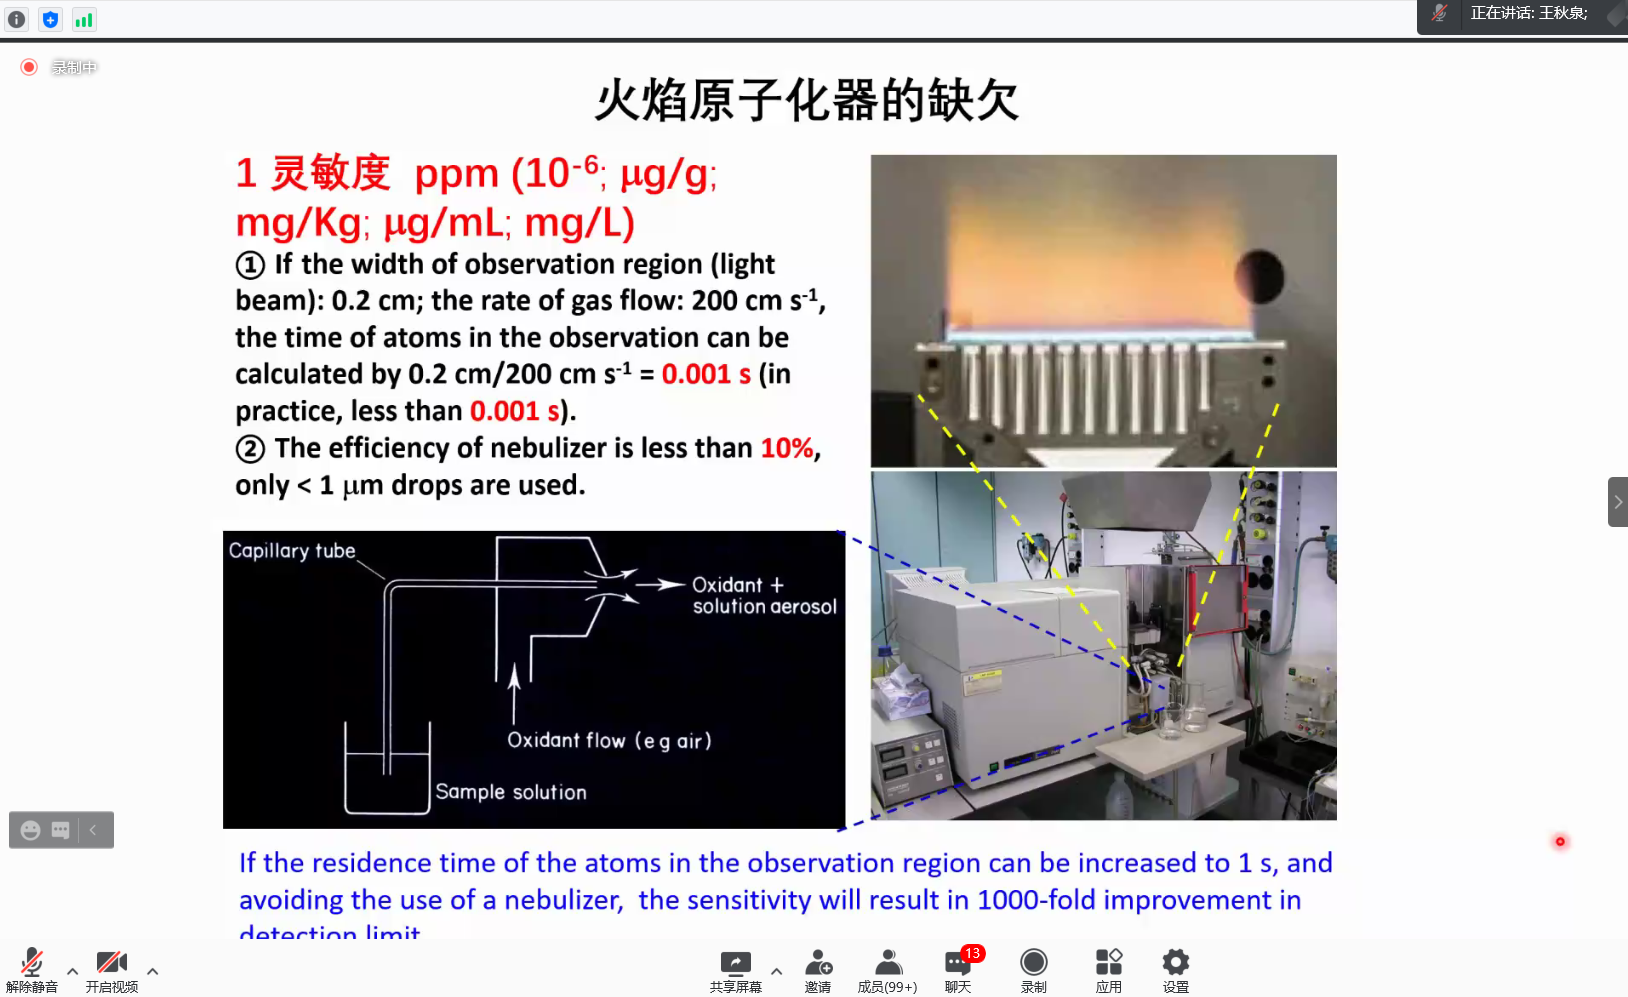 正在讲话: 王秋泉;
录制中
火焰原子化器的缺欠
1 灵敏度 ppm (10⁻⁶; μg/g;
mg/Kg; μg/mL; mg/L)
① If the width of observation region (light
beam): 0.2 cm; the rate of gas flow: 200 cm s⁻¹,
the time of atoms in the observation can be
calculated by 0.2 cm/200 cm s⁻¹ = 0.001 s (in
practice, less than 0.001 s).
② The efficiency of nebulizer is less than 10%,
only < 1 μm drops are used.
Capillary tube
Oxidant +
solution aerosol
Oxidant flow (e g air)
Sample solution
If the residence time of the atoms in the observation region can be increased to 1 s, and
avoiding the use of a nebulizer, the sensitivity will result in 1000-fold improvement in
detection limit
解除静音
开启视频
共享屏幕
邀请
成员(99+)
13
聊天
录制
应用
设置